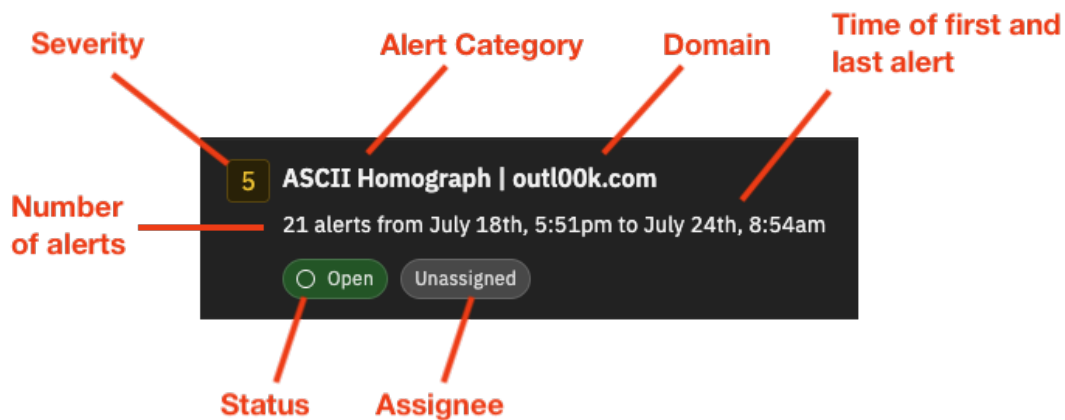 Severity
Alert Category
Domain
Time of first and
last alert
5
ASCII Homograph | outl00k.com
Number
of alerts
21 alerts from July 18th, 5:51pm to July 24th, 8:54am
Open
Unassigned
Status
Assignee